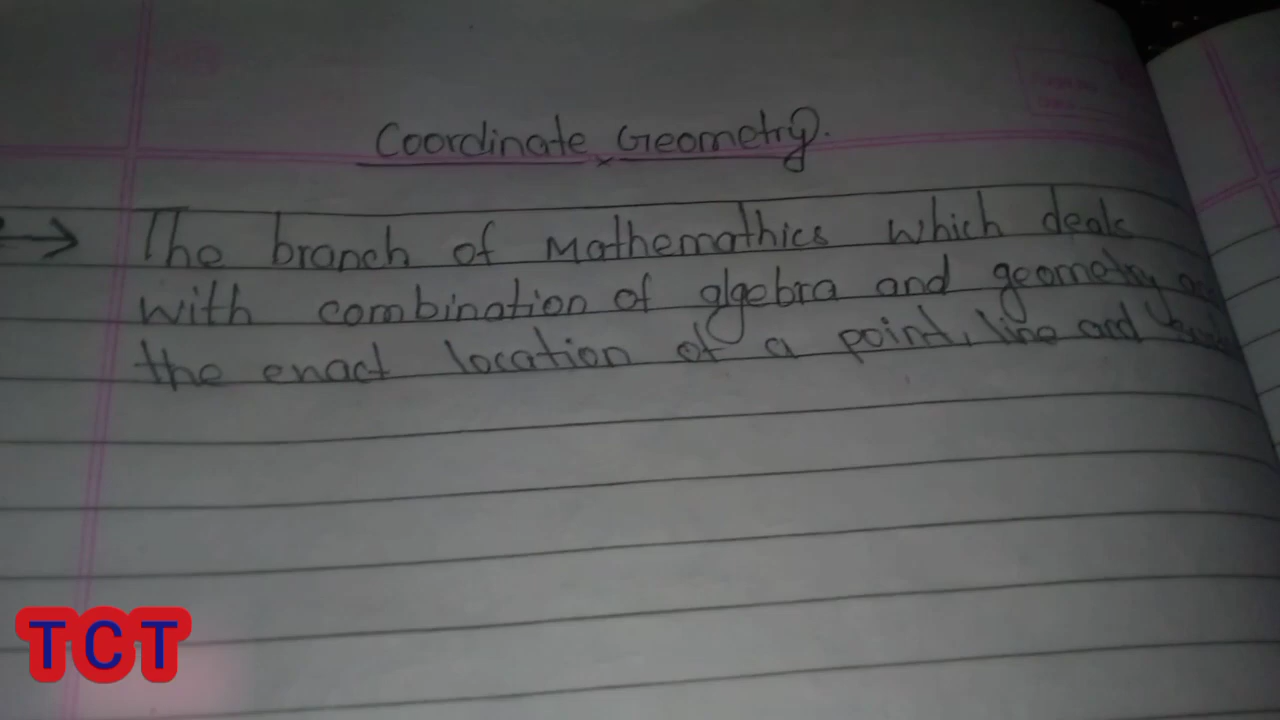 Coordinate Geometry.
→ The branch of Mathemathics which deals
with combination of algebra and geometry
the enact location of a point, line and
TCT